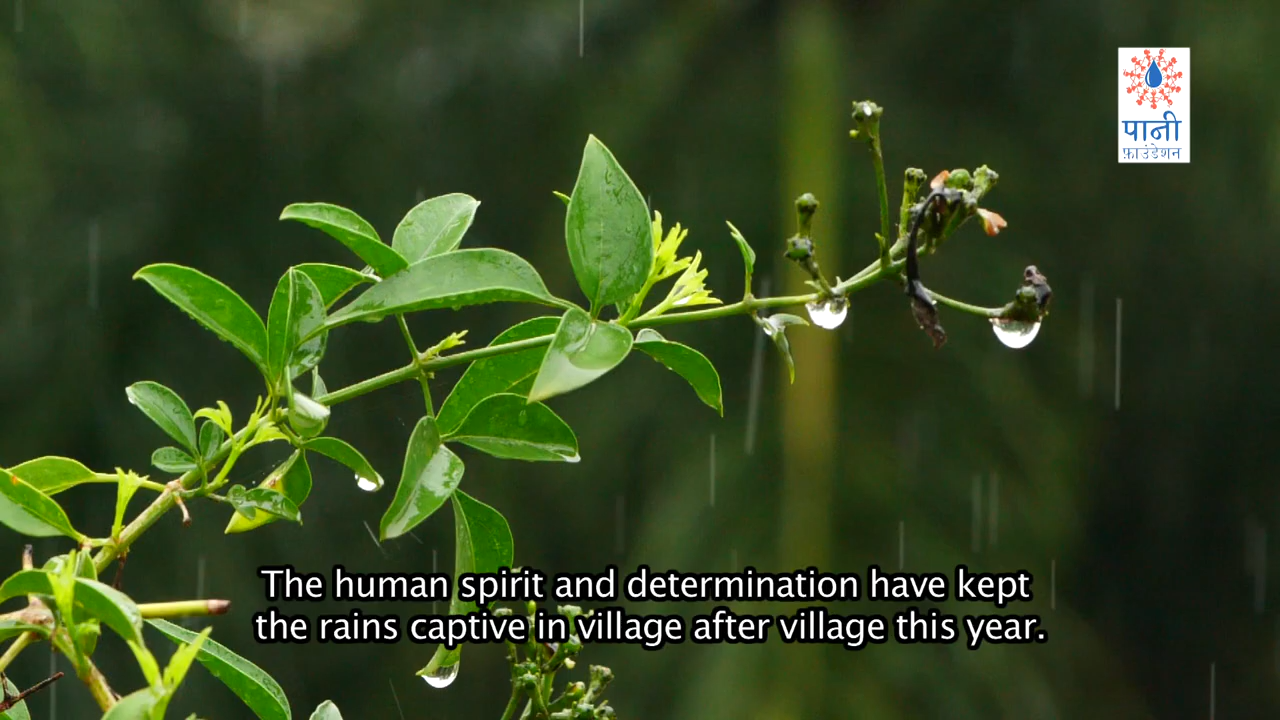 पानी
फ़ाउंडेशन
The human spirit and determination have kept
the rains captive in village after village this year.